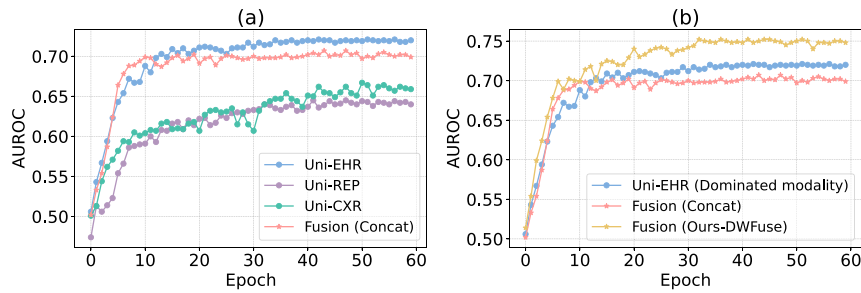 (a)
AUROC
0.70
0.65
0.60
0.55
0.50
Uni-EHR
Uni-REP
Uni-CXR
Fusion (Concat)
0 10 20 30 40 50 60
Epoch
(b)
AUROC
0.75
0.70
0.65
0.60
0.55
0.50
Uni-EHR (Dominated modality)
Fusion (Concat)
Fusion (Ours-DWFuse)
0 10 20 30 40 50 60
Epoch